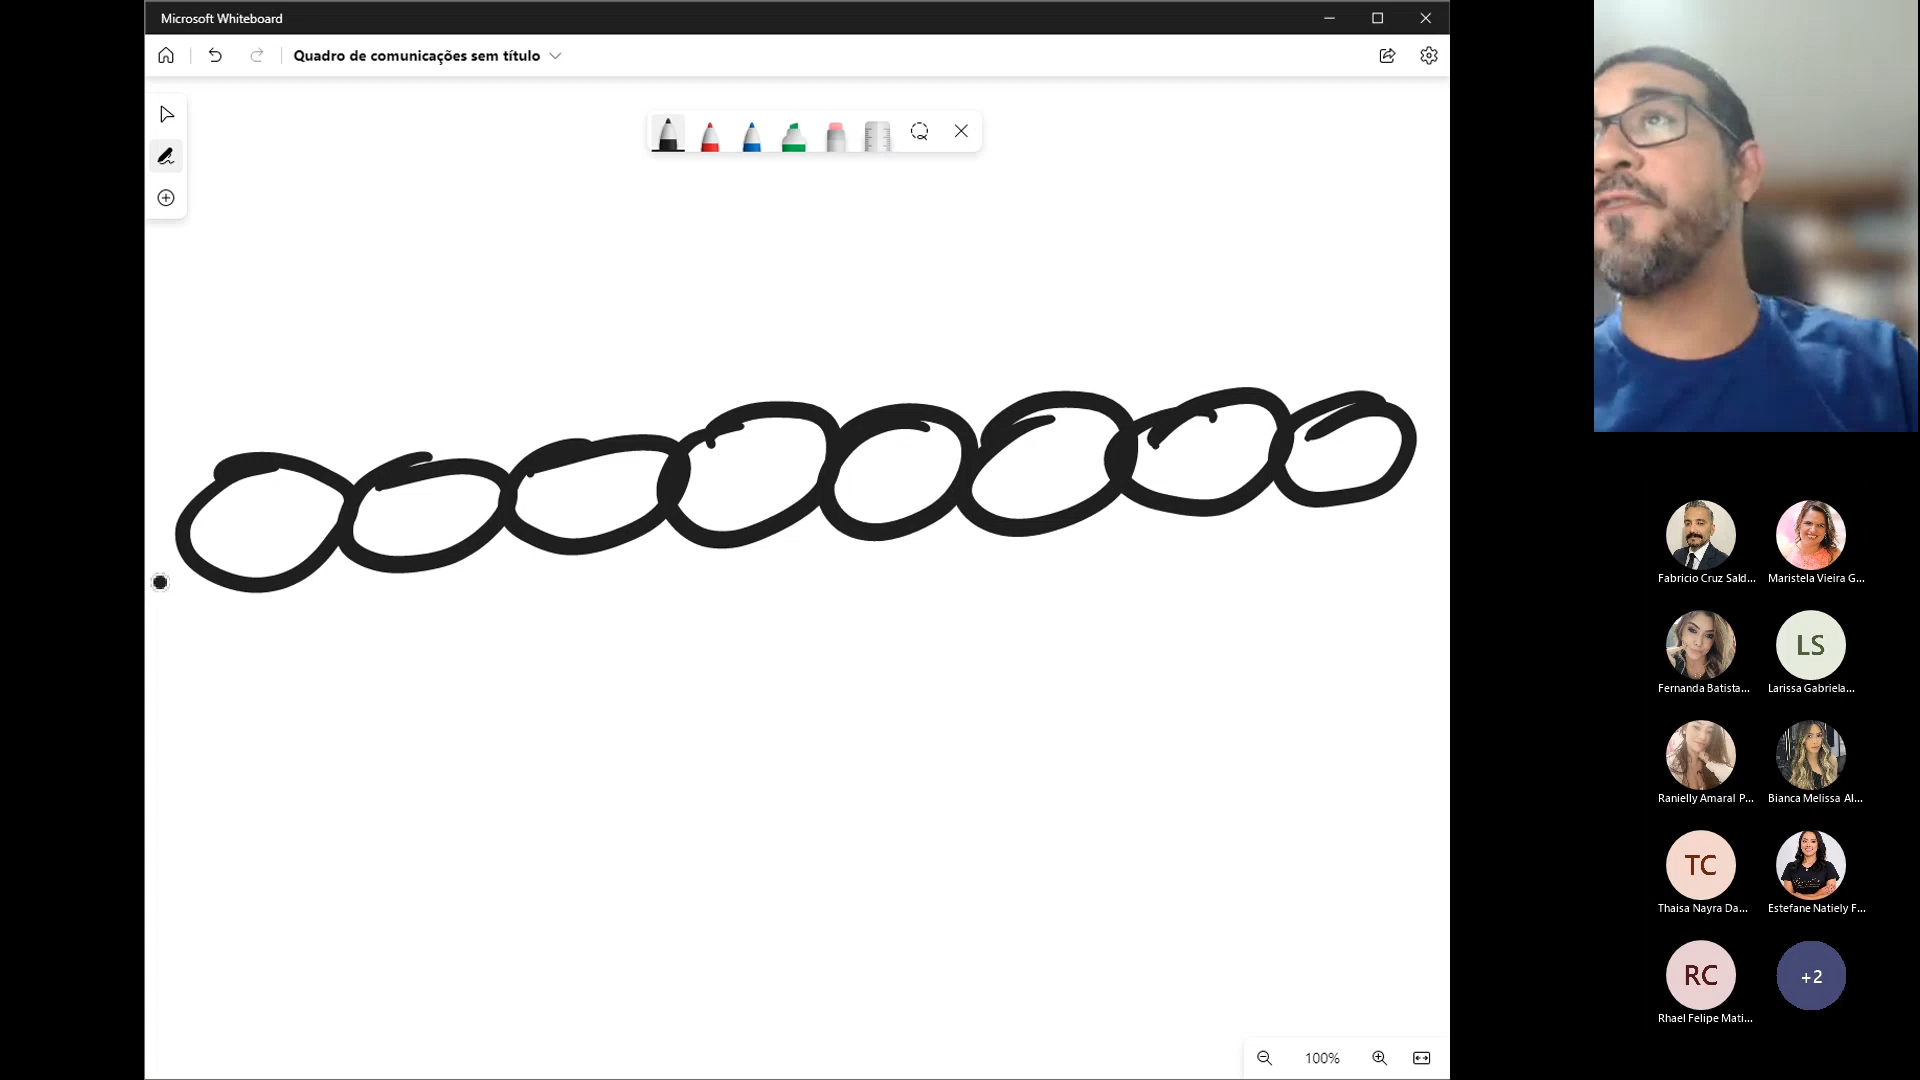 Microsoft Whiteboard
Quadro de comunicações sem título
Fabricio Cruz Sald...
Maristela Vieira G...
Fernanda Batista...
LS
Larissa Gabriela...
Ranielly Amaral P...
Bianca Melissa Al...
TC
Thaisa Nayra Da...
Estefane Natiely F...
RC
+2
Rhael Felipe Mati...
100%